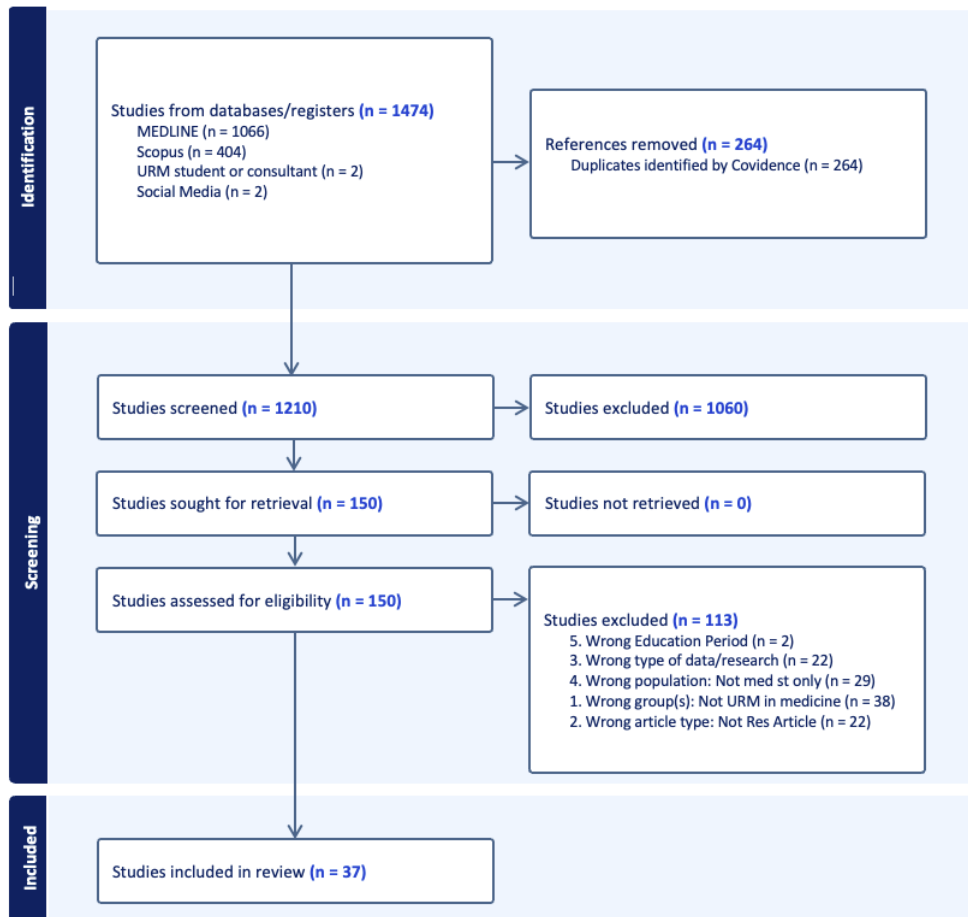 Identification
Studies from databases/registers (n = 1474)
MEDLINE (n = 1066)
Scopus (n = 404)
URM student or consultant (n = 2)
Social Media (n = 2)
References removed (n = 264)
Duplicates identified by Covidence (n = 264)
Screening
Studies screened (n = 1210)
Studies excluded (n = 1060)
Studies sought for retrieval (n = 150)
Studies not retrieved (n = 0)
Studies assessed for eligibility (n = 150)
Studies excluded (n = 113)
5. Wrong Education Period (n = 2)
3. Wrong type of data/research (n = 22)
4. Wrong population: Not med st only (n = 29)
1. Wrong group(s): Not URM in medicine (n = 38)
2. Wrong article type: Not Res Article (n = 22)
Included
Studies included in review (n = 37)